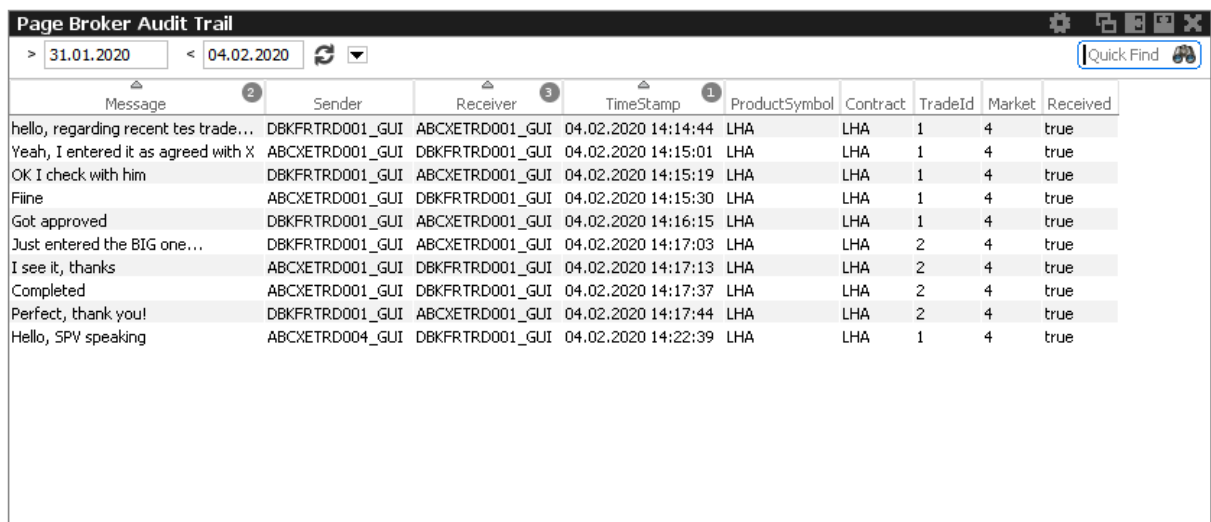 Page Broker Audit Trail
> 31.01.2020 < 04.02.2020 Quick Find
Message 2 Sender Receiver 3 TimeStamp 1 ProductSymbol Contract TradeId Market Received
hello, regarding recent tes trade... DBKFRTRD001_GUI ABCXETRD001_GUI 04.02.2020 14:14:44 LHA LHA 1 4 true
Yeah, I entered it as agreed with X ABCXETRD001_GUI DBKFRTRD001_GUI 04.02.2020 14:15:01 LHA LHA 1 4 true
OK I check with him DBKFRTRD001_GUI ABCXETRD001_GUI 04.02.2020 14:15:19 LHA LHA 1 4 true
Fiine ABCXETRD001_GUI DBKFRTRD001_GUI 04.02.2020 14:15:30 LHA LHA 1 4 true
Got approved DBKFRTRD001_GUI ABCXETRD001_GUI 04.02.2020 14:16:15 LHA LHA 1 4 true
Just entered the BIG one... DBKFRTRD001_GUI ABCXETRD001_GUI 04.02.2020 14:17:03 LHA LHA 2 4 true
I see it, thanks ABCXETRD001_GUI DBKFRTRD001_GUI 04.02.2020 14:17:13 LHA LHA 2 4 true
Completed ABCXETRD001_GUI DBKFRTRD001_GUI 04.02.2020 14:17:37 LHA LHA 2 4 true
Perfect, thank you! DBKFRTRD001_GUI ABCXETRD001_GUI 04.02.2020 14:17:44 LHA LHA 2 4 true
Hello, SPV speaking ABCXETRD004_GUI DBKFRTRD001_GUI 04.02.2020 14:22:39 LHA LHA 1 4 true